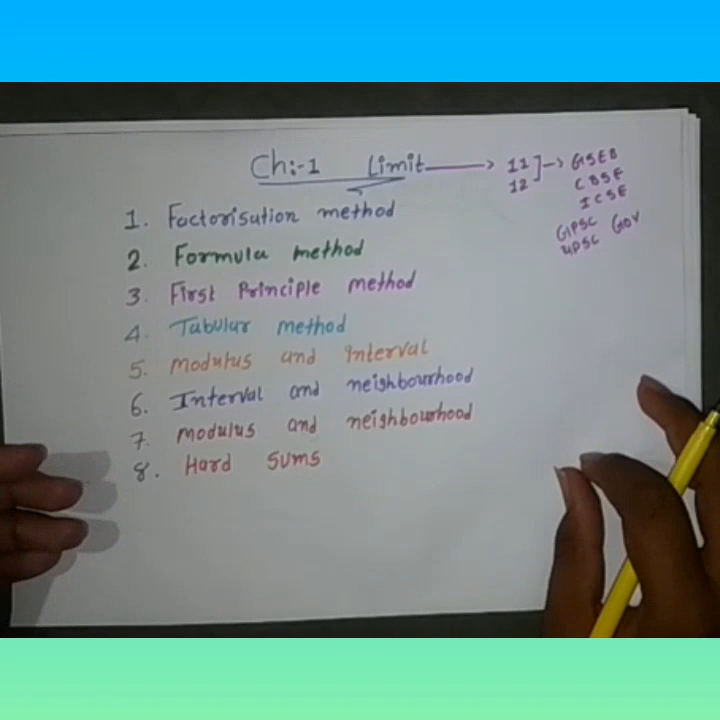 Ch:-1 Limit → 11 ] → GSEB
12 CBSE
ICSE
GPSC GOV
UPSC
1. Factorisation method
2. Formula method
3. First Principle method
4. Tabular method
5. Modulus and interval
6. Interval and neighbourhood
7. Modulus and neighbourhood
8. Hard sums